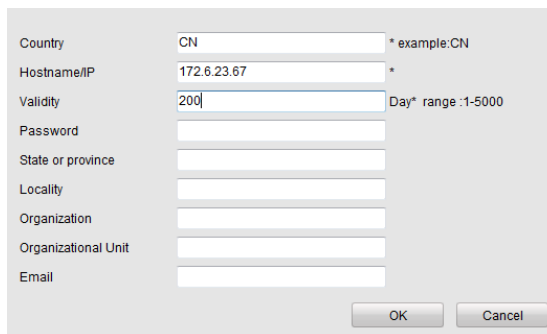 Country CN * example:CN
Hostname/IP 172.6.23.67 *
Validity 200 Day* range :1-5000
Password
State or province
Locality
Organization
Organizational Unit
Email
OK Cancel